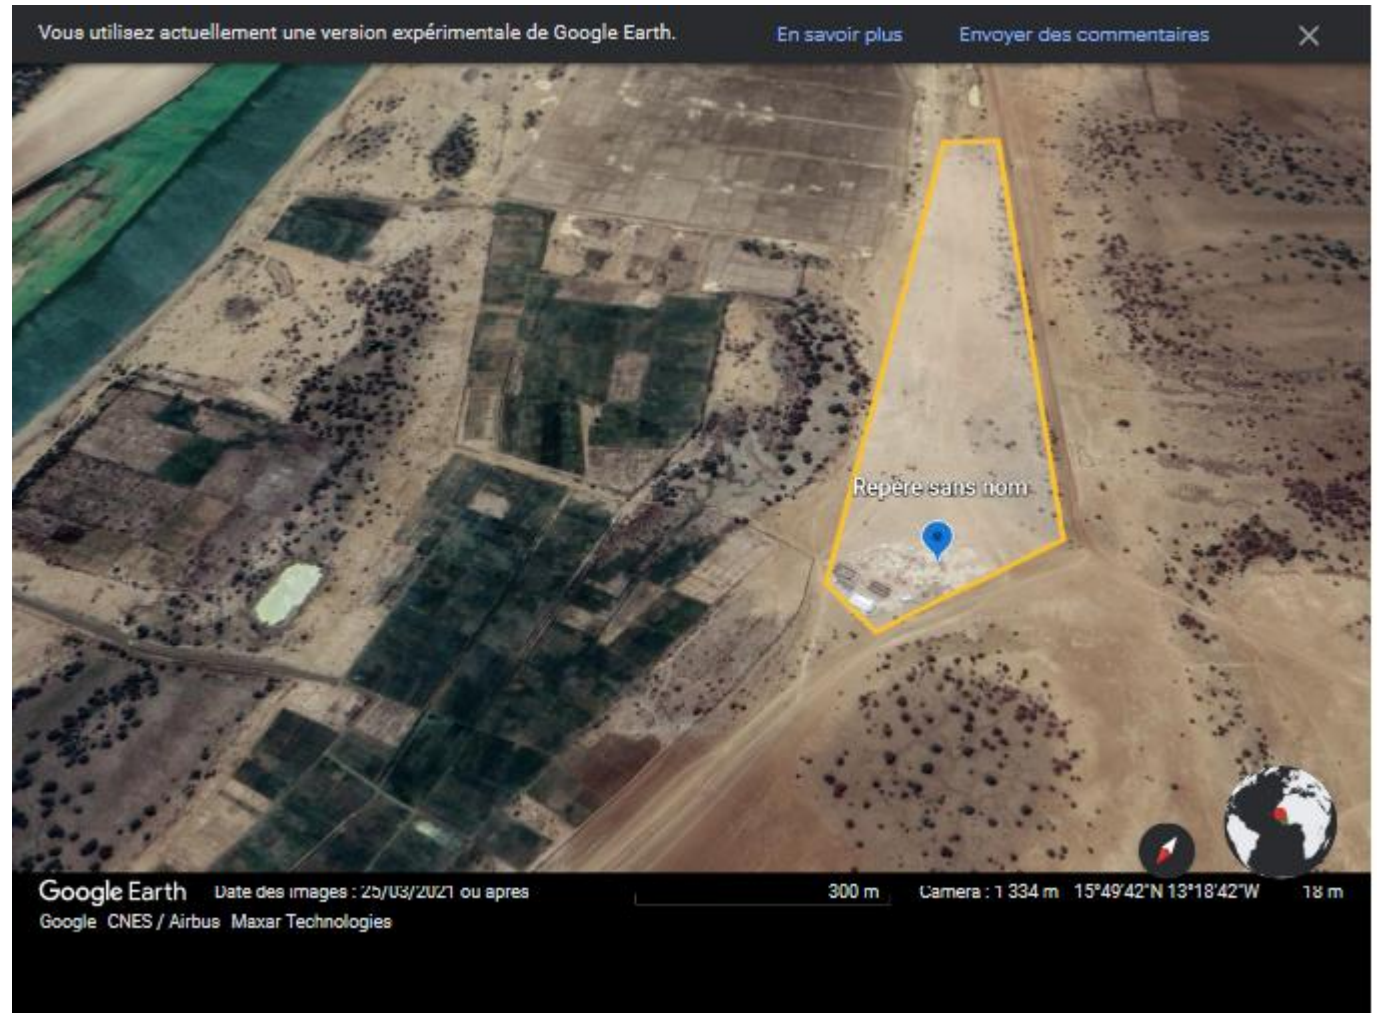 Vous utilisez actuellement une version expérimentale de Google Earth. En savoir plus Envoyer des commentaires
Repère sans nom
Google Earth Date des images : 25/03/2021 ou apres 300 m Camera : 1 334 m 15°49'42"N 13°18'42"W 18 m
Google CNES / Airbus Maxar Technologies